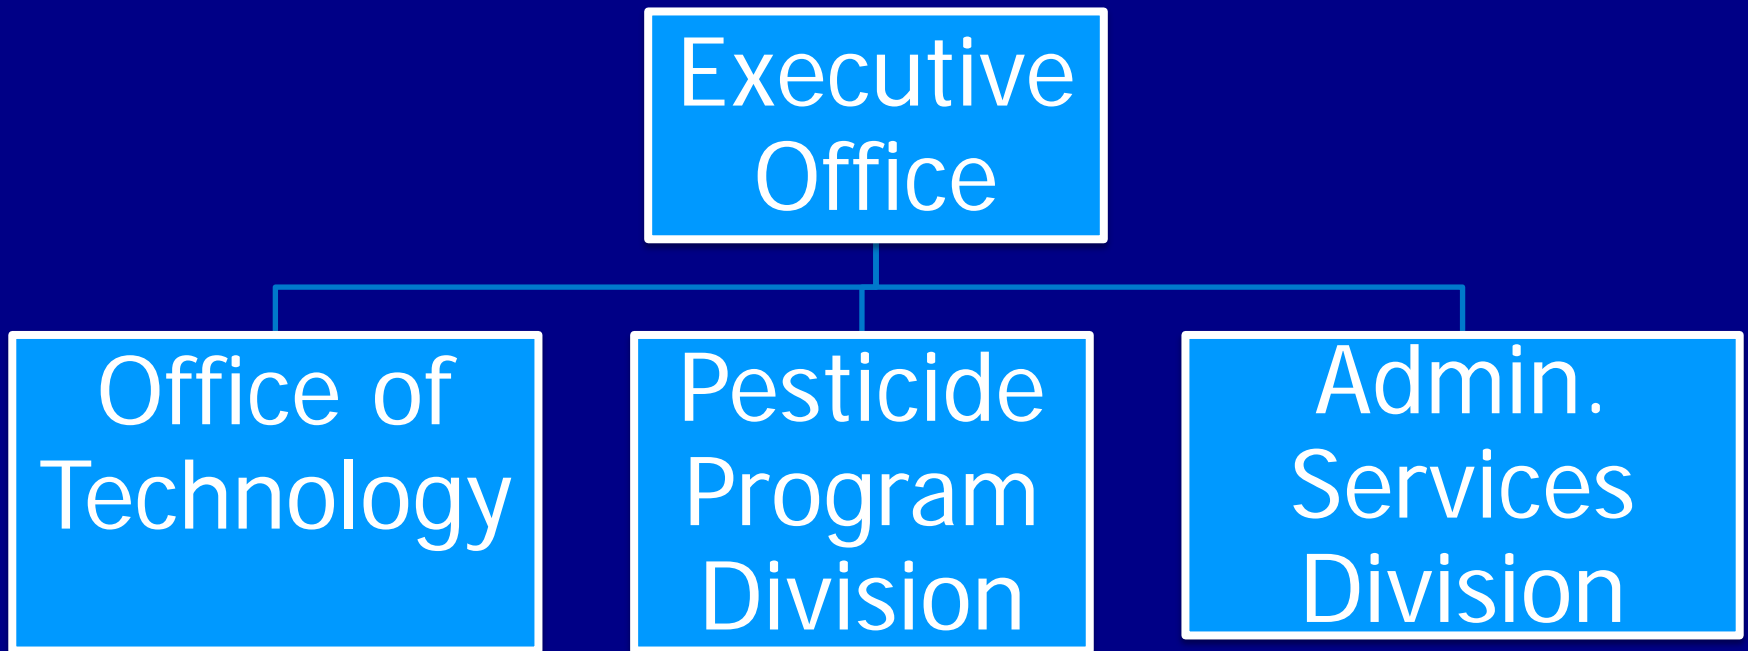 Executive
Office
Office of
Technology
Pesticide
Program
Division
Admin.
Services
Division